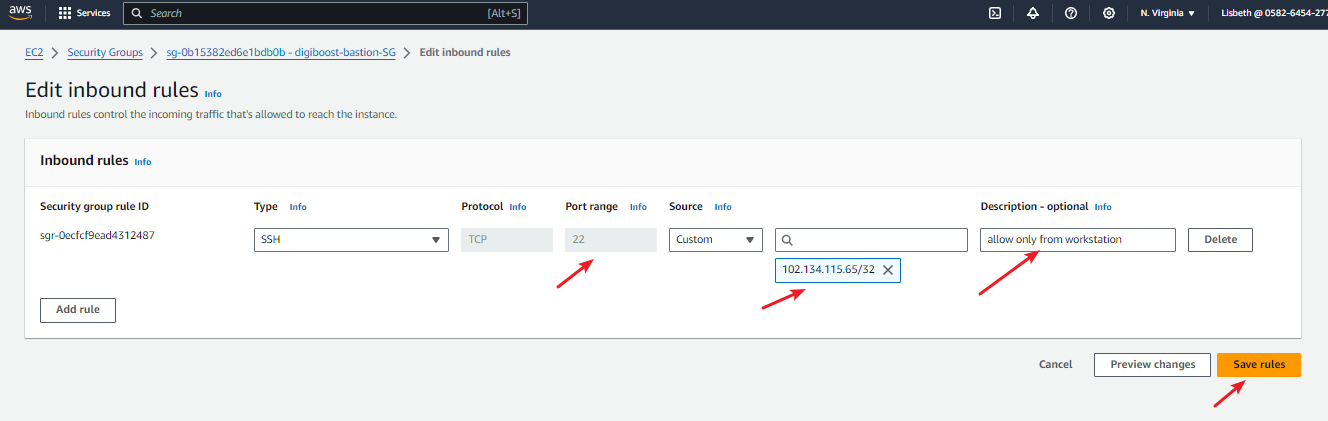 aws Services Search [Alt+S] N. Virginia Lisbeth @ 0582-6454-277
EC2 Security Groups sg-0b15382ed6e1bdb0b - digiboost-bastion-SG Edit inbound rules
Edit inbound rules Info
Inbound rules control the incoming traffic that's allowed to reach the instance.
Inbound rules Info
Security group rule ID Type Info Protocol Info Port range Info Source Info Description - optional Info
sgr-0ecfcf9ead4312487 SSH TCP 22 Custom allow only from workstation Delete
102.134.115.65/32
Add rule
Cancel Preview changes Save rules